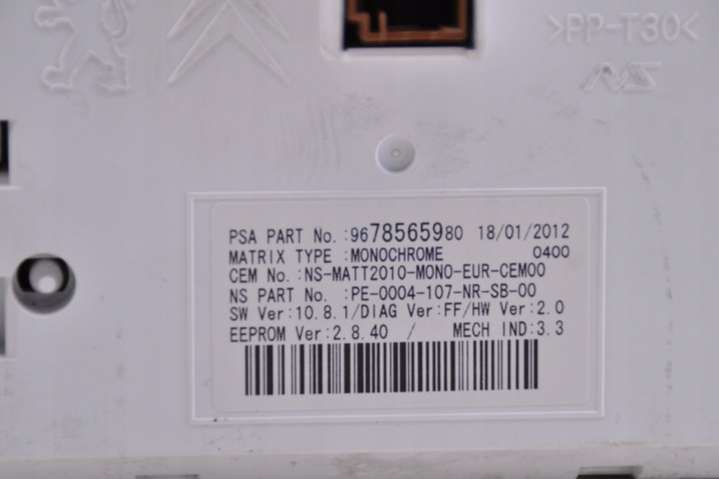 >PP-T30<
NS
PSA PART No.:9678565980 18/01/2012
MATRIX TYPE :MONOCHROME 0400
CEM No.:NS-MATT2010-MONO-EUR-CEM00
NS PART No. :PE-0004-107-NR-SB-00
SW Ver:10.8.1/DIAG Ver:FF/HW Ver:2.0
EEPROM Ver:2.8.40 / MECH IND:3.3